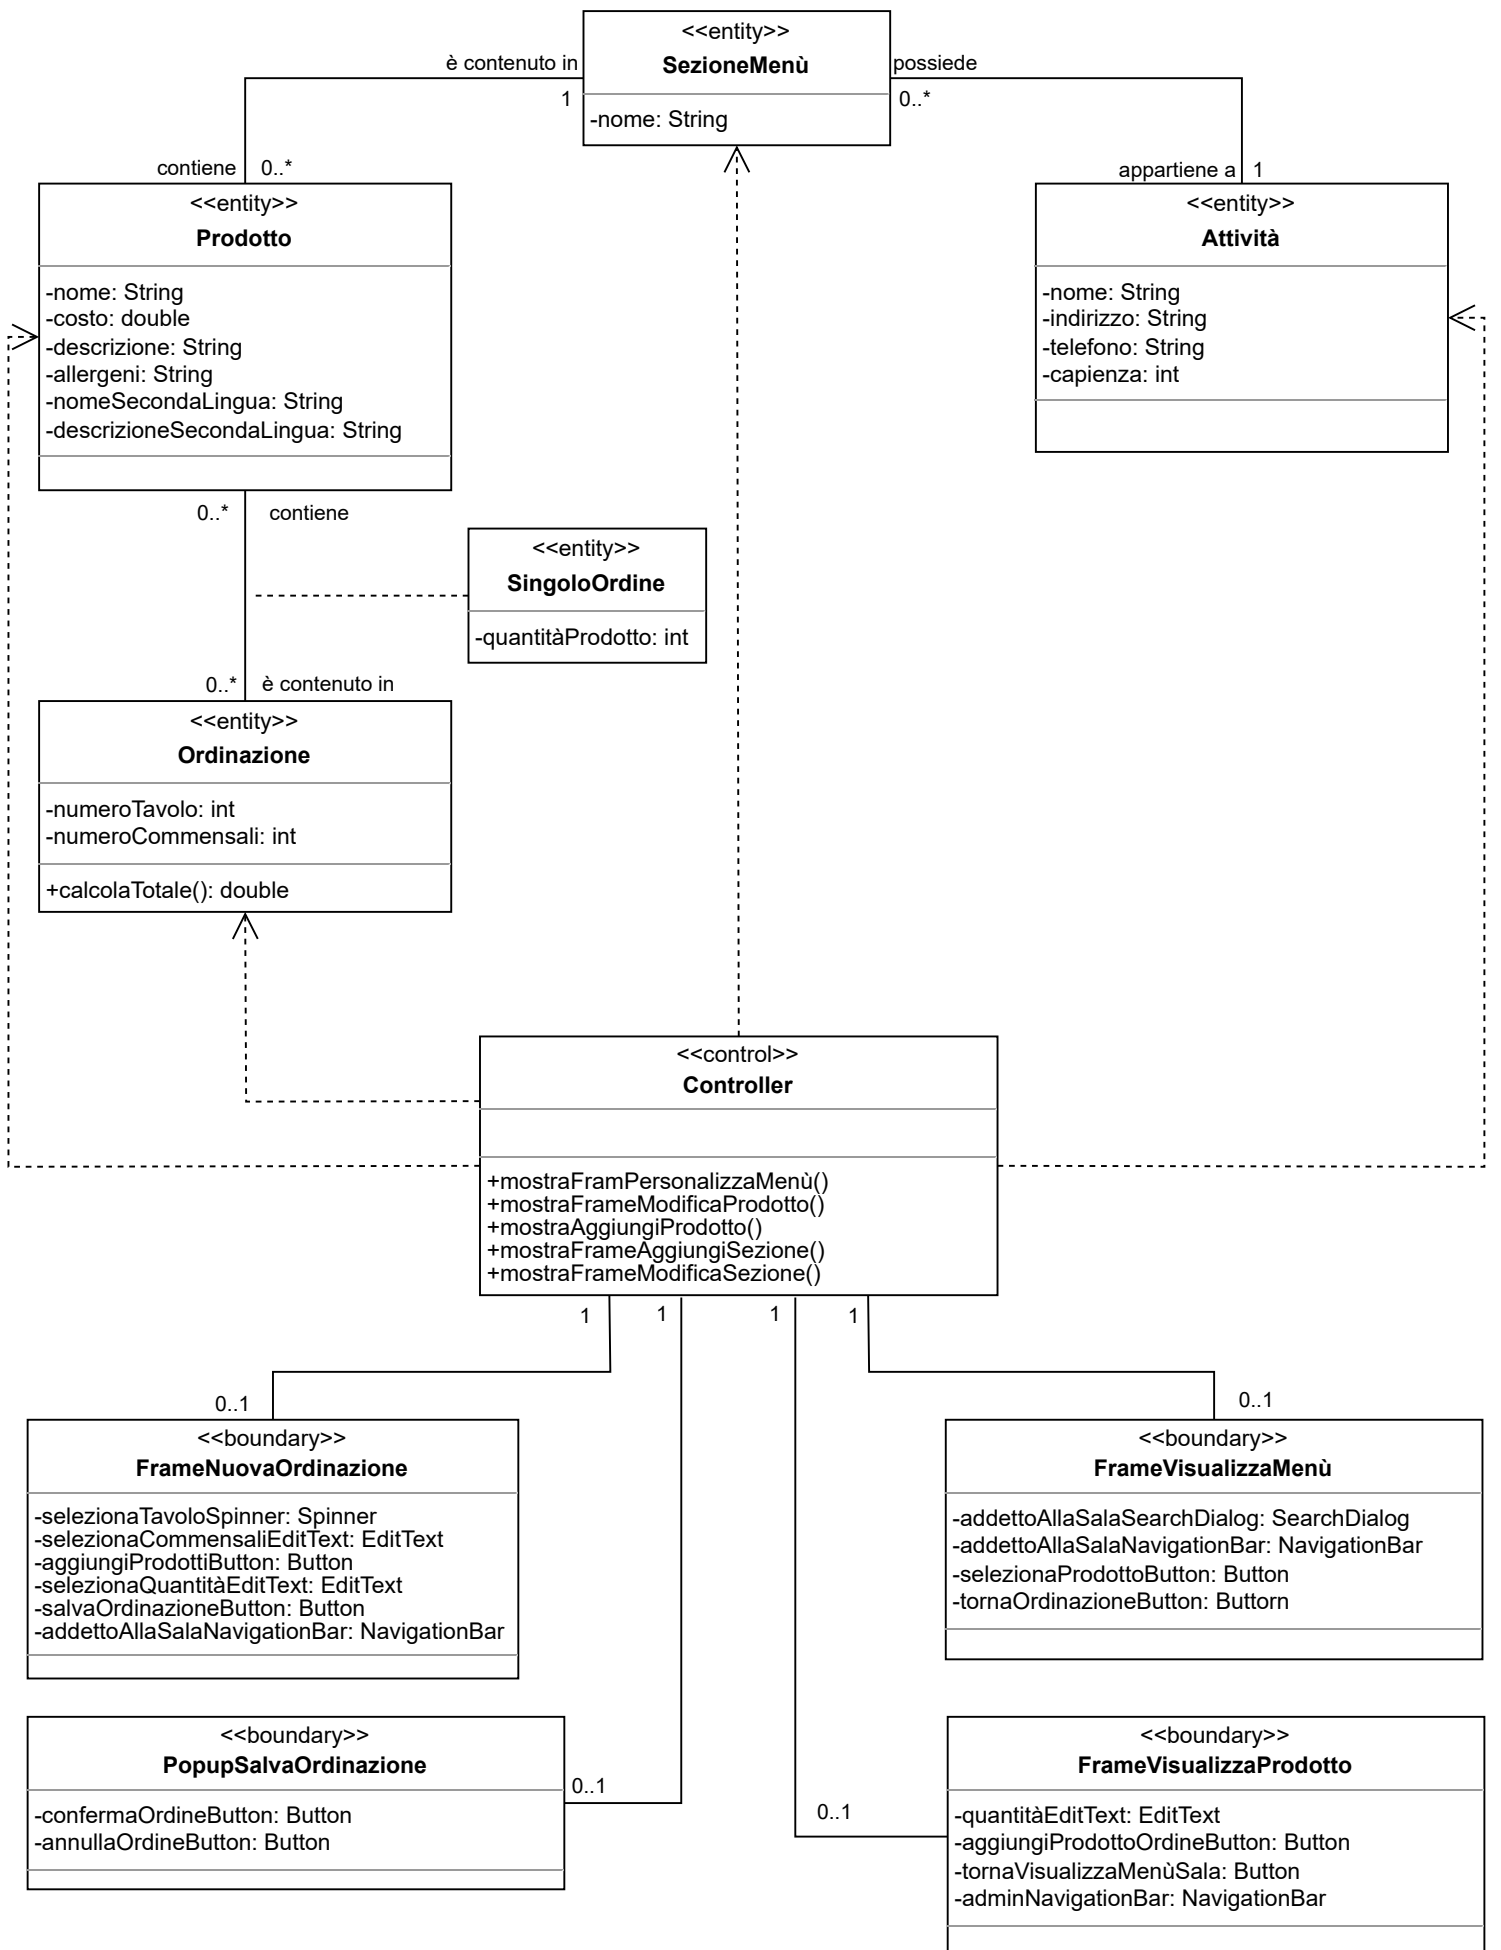 <<entity>>
SezioneMenù
-nome: String
è contenuto in
1
possiede
0..*
contiene
0..*
appartiene a
1
<<entity>>
Prodotto
-nome: String
-costo: double
-descrizione: String
-allergeni: String
-nomeSecondaLingua: String
-descrizioneSecondaLingua: String
<<entity>>
Attività
-nome: String
-indirizzo: String
-telefono: String
-capienza: int
0..*
contiene
<<entity>>
SingoloOrdine
-quantitàProdotto: int
0..*
è contenuto in
<<entity>>
Ordinazione
-numeroTavolo: int
-numeroCommensali: int
+calcolaTotale(): double
<<control>>
Controller
+mostraFramPersonalizzaMenù()
+mostraFrameModificaProdotto()
+mostraAggiungiProdotto()
+mostraFrameAggiungiSezione()
+mostraFrameModificaSezione()
1
1
1
1
0..1
0..1
<<boundary>>
FrameNuovaOrdinazione
-selezionaTavoloSpinner: Spinner
-selezionaCommensaliEditText: EditText
-aggiungiProdottiButton: Button
-selezionaQuantitàEditText: EditText
-salvaOrdinazioneButton: Button
-addettoAllaSalaNavigationBar: NavigationBar
<<boundary>>
FrameVisualizzaMenù
-addettoAllaSalaSearchDialog: SearchDialog
-addettoAllaSalaNavigationBar: NavigationBar
-selezionaProdottoButton: Button
-tornaOrdinazioneButton: Buttorn
<<boundary>>
PopupSalvaOrdinazione
-confermaOrdineButton: Button
-annullaOrdineButton: Button
0..1
0..1
<<boundary>>
FrameVisualizzaProdotto
-quantitàEditText: EditText
-aggiungiProdottoOrdineButton: Button
-tornaVisualizzaMenùSala: Button
-adminNavigationBar: NavigationBar